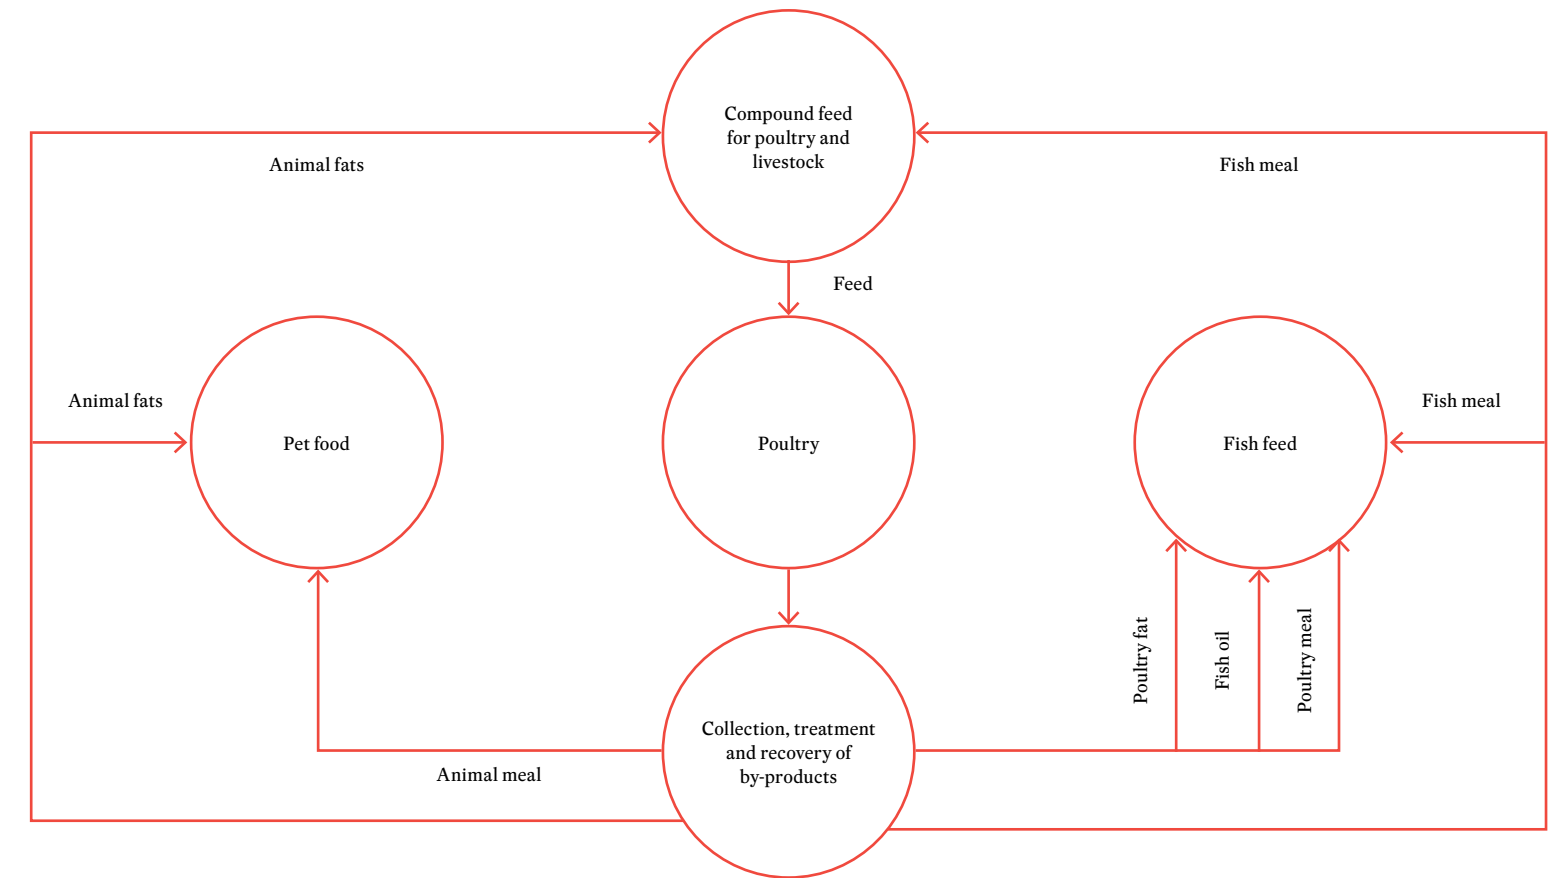 Compound feed
for poultry and
livestock
Animal fats
Fish meal
Feed
Animal fats
Fish meal
Pet food
Poultry
Fish feed
Poultry fat
Fish oil
Poultry meal
Collection, treatment
and recovery of
by-products
Animal meal